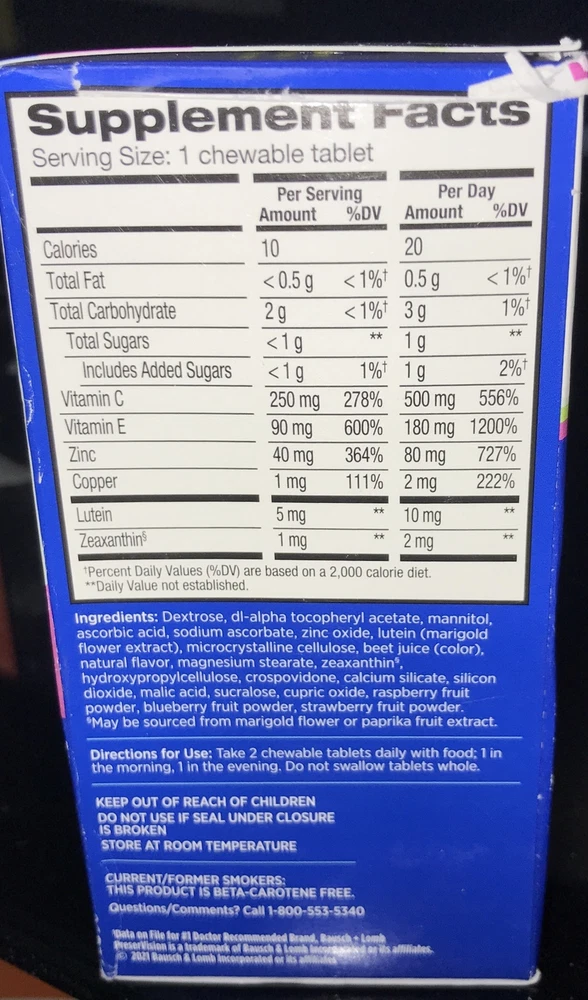 Supplement Facts
Serving Size: 1 chewable tablet
Per Serving Per Day
Amount %DV Amount %DV
Calories 10 20
Total Fat <0.5 g <1%† 0.5 g <1%†
Total Carbohydrate 2 g <1%† 3 g 1%†
Total Sugars <1 g ** 1 g **
Includes Added Sugars <1 g 1%† 1 g 2%†
Vitamin C 250 mg 278% 500 mg 556%
Vitamin E 90 mg 600% 180 mg 1200%
Zinc 40 mg 364% 80 mg 727%
Copper 1 mg 111% 2 mg 222%
Lutein 5 mg ** 10 mg **
Zeaxanthin§ 1 mg ** 2 mg **
†Percent Daily Values (%DV) are based on a 2,000 calorie diet.
**Daily Value not established.
Ingredients: Dextrose, dl-alpha tocopheryl acetate, mannitol,
ascorbic acid, sodium ascorbate, zinc oxide, lutein (marigold
flower extract), microcrystalline cellulose, beet juice (color),
natural flavor, magnesium stearate, zeaxanthin§,
hydroxypropylcellulose, crospovidone, calcium silicate, silicon
dioxide, malic acid, sucralose, cupric oxide, raspberry fruit
powder, blueberry fruit powder, strawberry fruit powder.
§May be sourced from marigold flower or paprika fruit extract.
Directions for Use: Take 2 chewable tablets daily with food; 1 in
the morning, 1 in the evening. Do not swallow tablets whole.
KEEP OUT OF REACH OF CHILDREN
DO NOT USE IF SEAL UNDER CLOSURE
IS BROKEN
STORE AT ROOM TEMPERATURE
CURRENT/FORMER SMOKERS:
THIS PRODUCT IS BETA-CAROTENE FREE.
Questions/Comments? Call 1-800-553-5340
Data on File for #1 Doctor Recommended Brand, Bausch + Lomb
PreserVision is a trademark of Bausch & Lomb Incorporated or its affiliates.
© 2021 Bausch & Lomb Incorporated or its affiliates